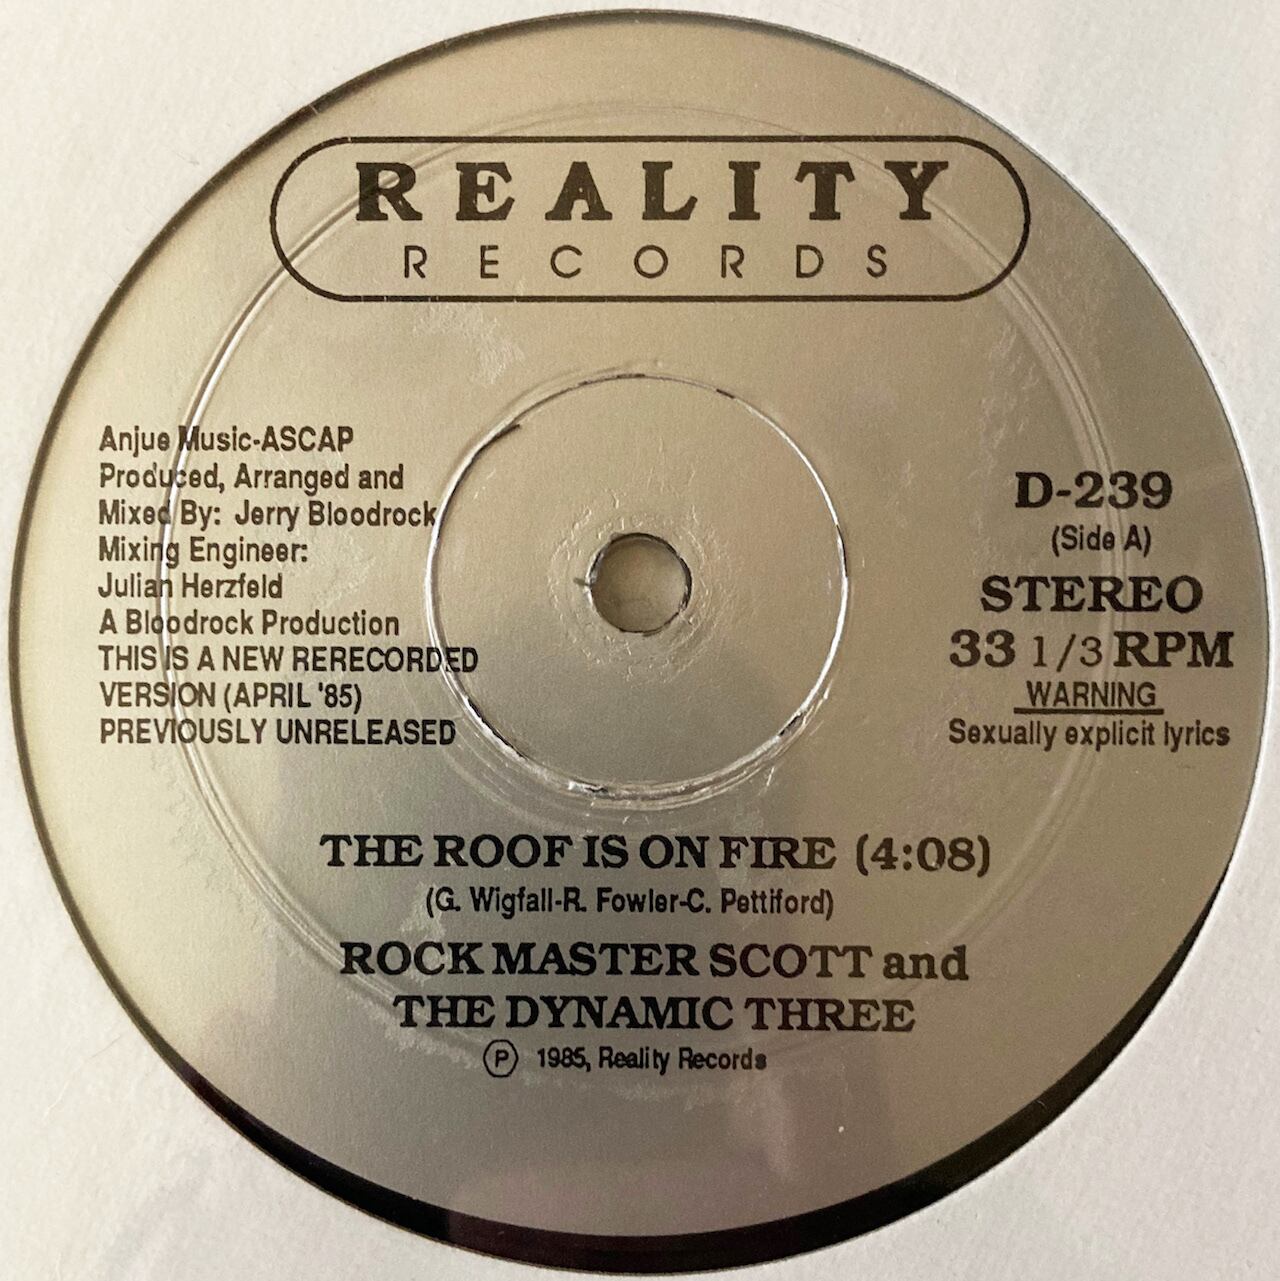 REALITY
RECORDS
Anjue Music-ASCAP
Produced, Arranged and
Mixed By: Jerry Bloodrock
Mixing Engineer:
Julian Herzfeld
A Bloodrock Production
THIS IS A NEW RERECORDED
VERSION (APRIL '85)
PREVIOUSLY UNRELEASED
D-239
(Side A)
STEREO
33 1/3 RPM
WARNING
Sexually explicit lyrics
THE ROOF IS ON FIRE (4:08)
(G. Wigfall-R. Fowler-C. Pettiford)
ROCK MASTER SCOTT and
THE DYNAMIC THREE
Ⓟ 1985, Reality Records